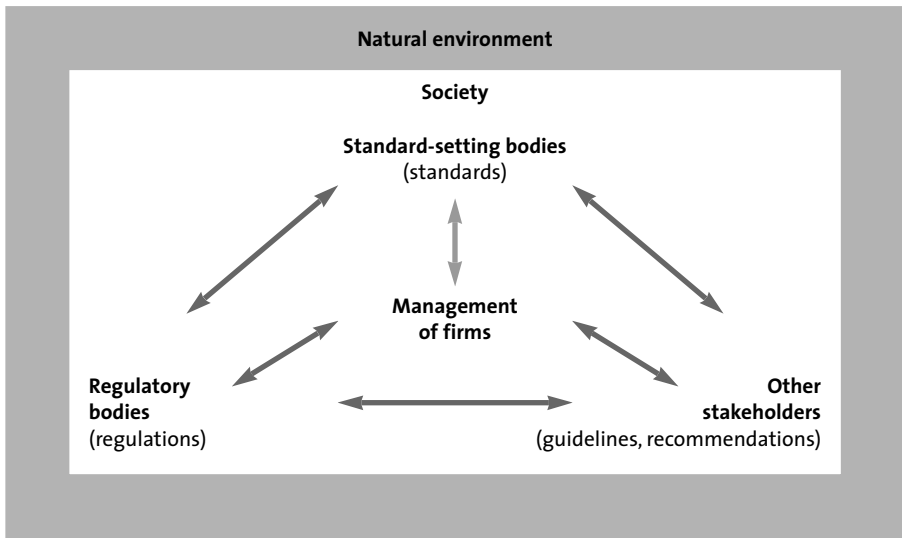 Natural environment
Society
Standard-setting bodies
(standards)
Management
of firms
Regulatory
bodies
(regulations)
Other
stakeholders
(guidelines, recommendations)